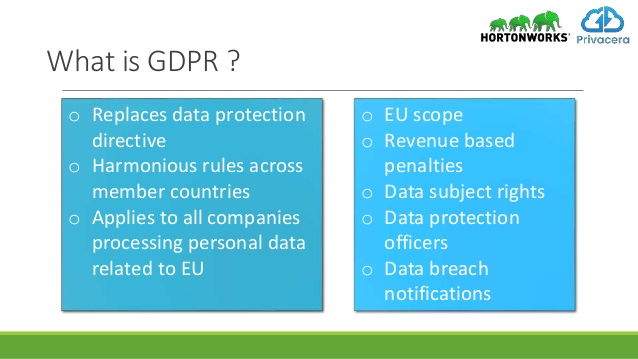 HORTONWORKS
Privacera
What is GDPR ?
o Replaces data protection
directive
o Harmonious rules across
member countries
o Applies to all companies
processing personal data
related to EU
o EU scope
o Revenue based
penalties
o Data subject rights
o Data protection
officers
o Data breach
notifications